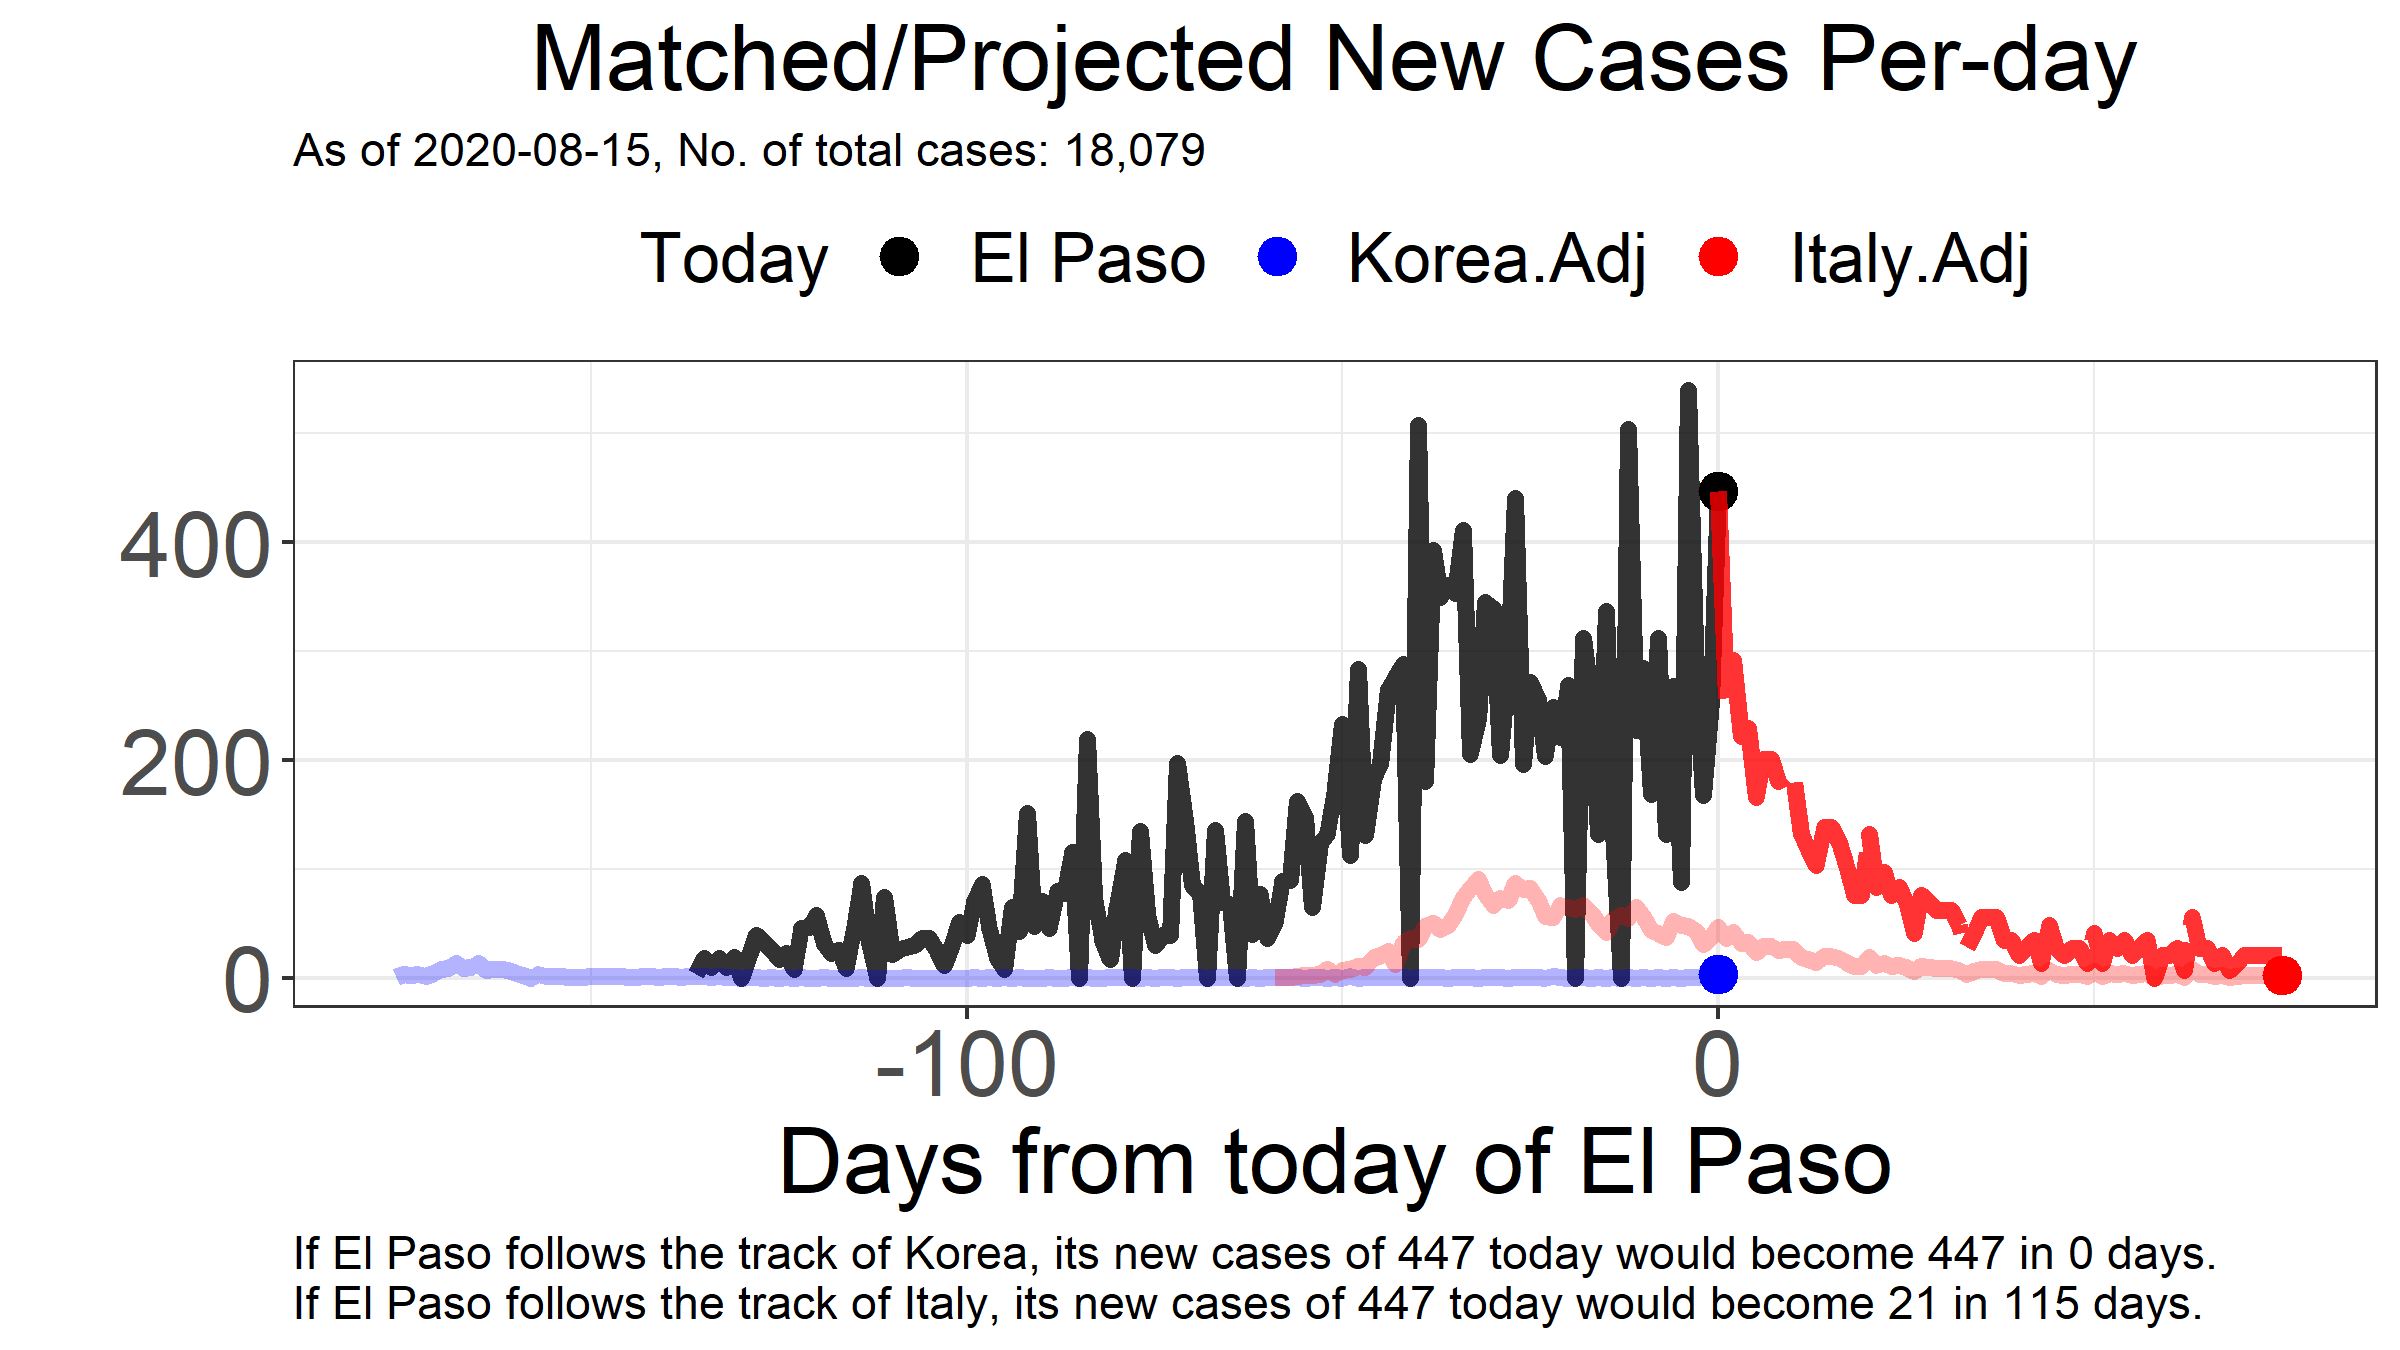 Matched/Projected New Cases Per-day
As of 2020-08-15, No. of total cases: 18,079
Today El Paso Korea.Adj Italy.Adj
400
200
0
-100 0
Days from today of El Paso
If El Paso follows the track of Korea, its new cases of 447 today would become 447 in 0 days.
If El Paso follows the track of Italy, its new cases of 447 today would become 21 in 115 days.